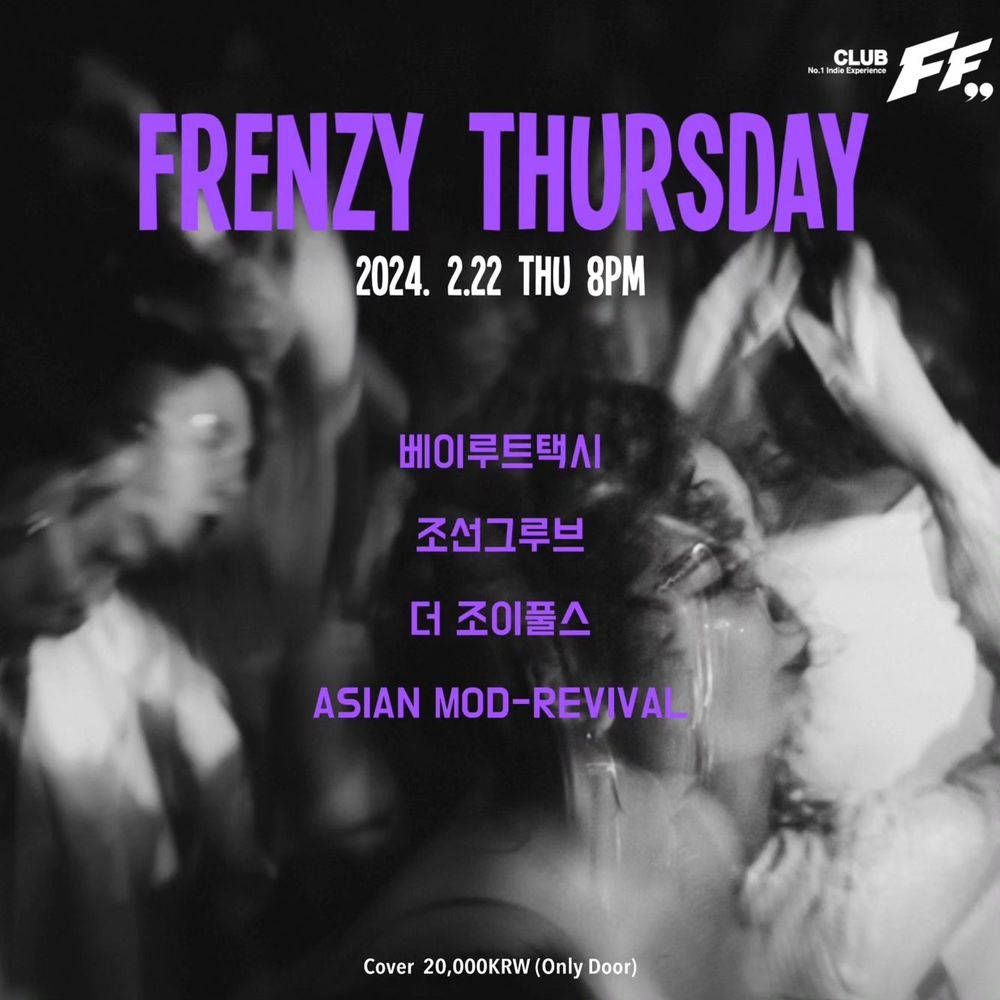 CLUB
No.1 Indie Experience
FF,,
FRENZY THURSDAY
2024. 2.22 THU 8PM
베이루트택시
조선그루브
더 조이풀스
ASIAN MOD-REVIVAL
Cover 20,000KRW (Only Door)